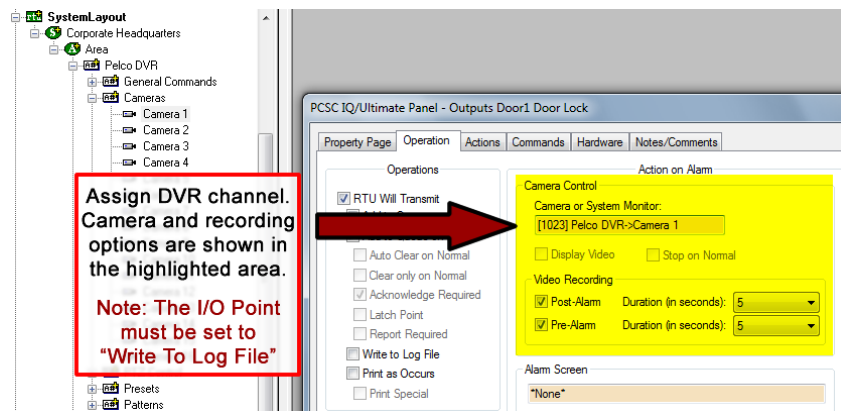 SystemLayout
Corporate Headquarters
Area
Pelco DVR
General Commands
Cameras
Camera 1
Camera 2
Camera 3
Camera 4
Assign DVR channel.
Camera and recording
options are shown in
the highlighted area.
Note: The I/O Point
must be set to
“Write To Log File”
Presets
Patterns
PCSC IQ/Ultimate Panel - Outputs Door1 Door Lock
Property Page Operation Actions Commands Hardware Notes/Comments
Operations
RTU Will Transmit
Auto Clear on Normal
Clear only on Normal
Acknowledge Required
Latch Point
Report Required
Write to Log File
Print as Occurs
Print Special
Action on Alarm
Camera Control
Camera or System
Monitor:
[1023] Pelco DVR->Camera 1
Display Video Stop on Normal
Video Recording
Post-Alarm Duration (in seconds): 5
Pre-Alarm Duration (in seconds): 5
Alarm Screen
*None*